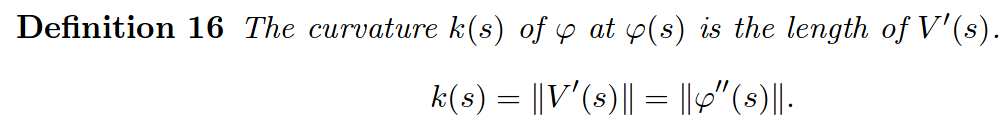 Definition 16 The curvature k(s) of φ at φ(s) is the length of V′(s).
k(s) = ‖V′(s)‖ = ‖φ″(s)‖.